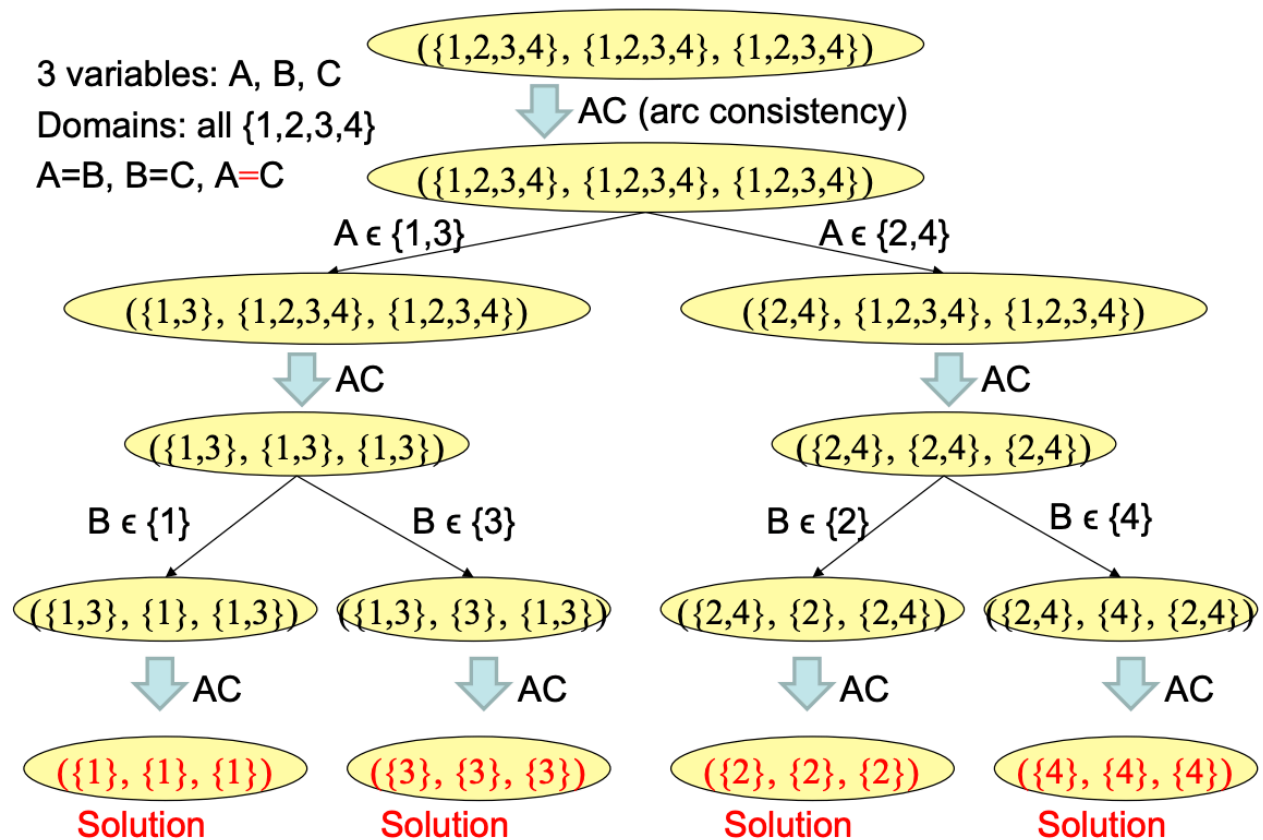 ({1,2,3,4}, {1,2,3,4}, {1,2,3,4})
3 variables: A, B, C
Domains: all {1,2,3,4}
A=B, B=C, A=C
AC (arc consistency)
({1,2,3,4}, {1,2,3,4}, {1,2,3,4})
A ϵ {1,3}
A ϵ {2,4}
({1,3}, {1,2,3,4}, {1,2,3,4})
({2,4}, {1,2,3,4}, {1,2,3,4})
AC
AC
({1,3}, {1,3}, {1,3})
({2,4}, {2,4}, {2,4})
B ϵ {1}
B ϵ {3}
B ϵ {2}
B ϵ {4}
({1,3}, {1}, {1,3})
({1,3}, {3}, {1,3})
({2,4}, {2}, {2,4})
({2,4}, {4}, {2,4})
AC
AC
AC
AC
({1}, {1}, {1})
({3}, {3}, {3})
({2}, {2}, {2})
({4}, {4}, {4})
Solution
Solution
Solution
Solution